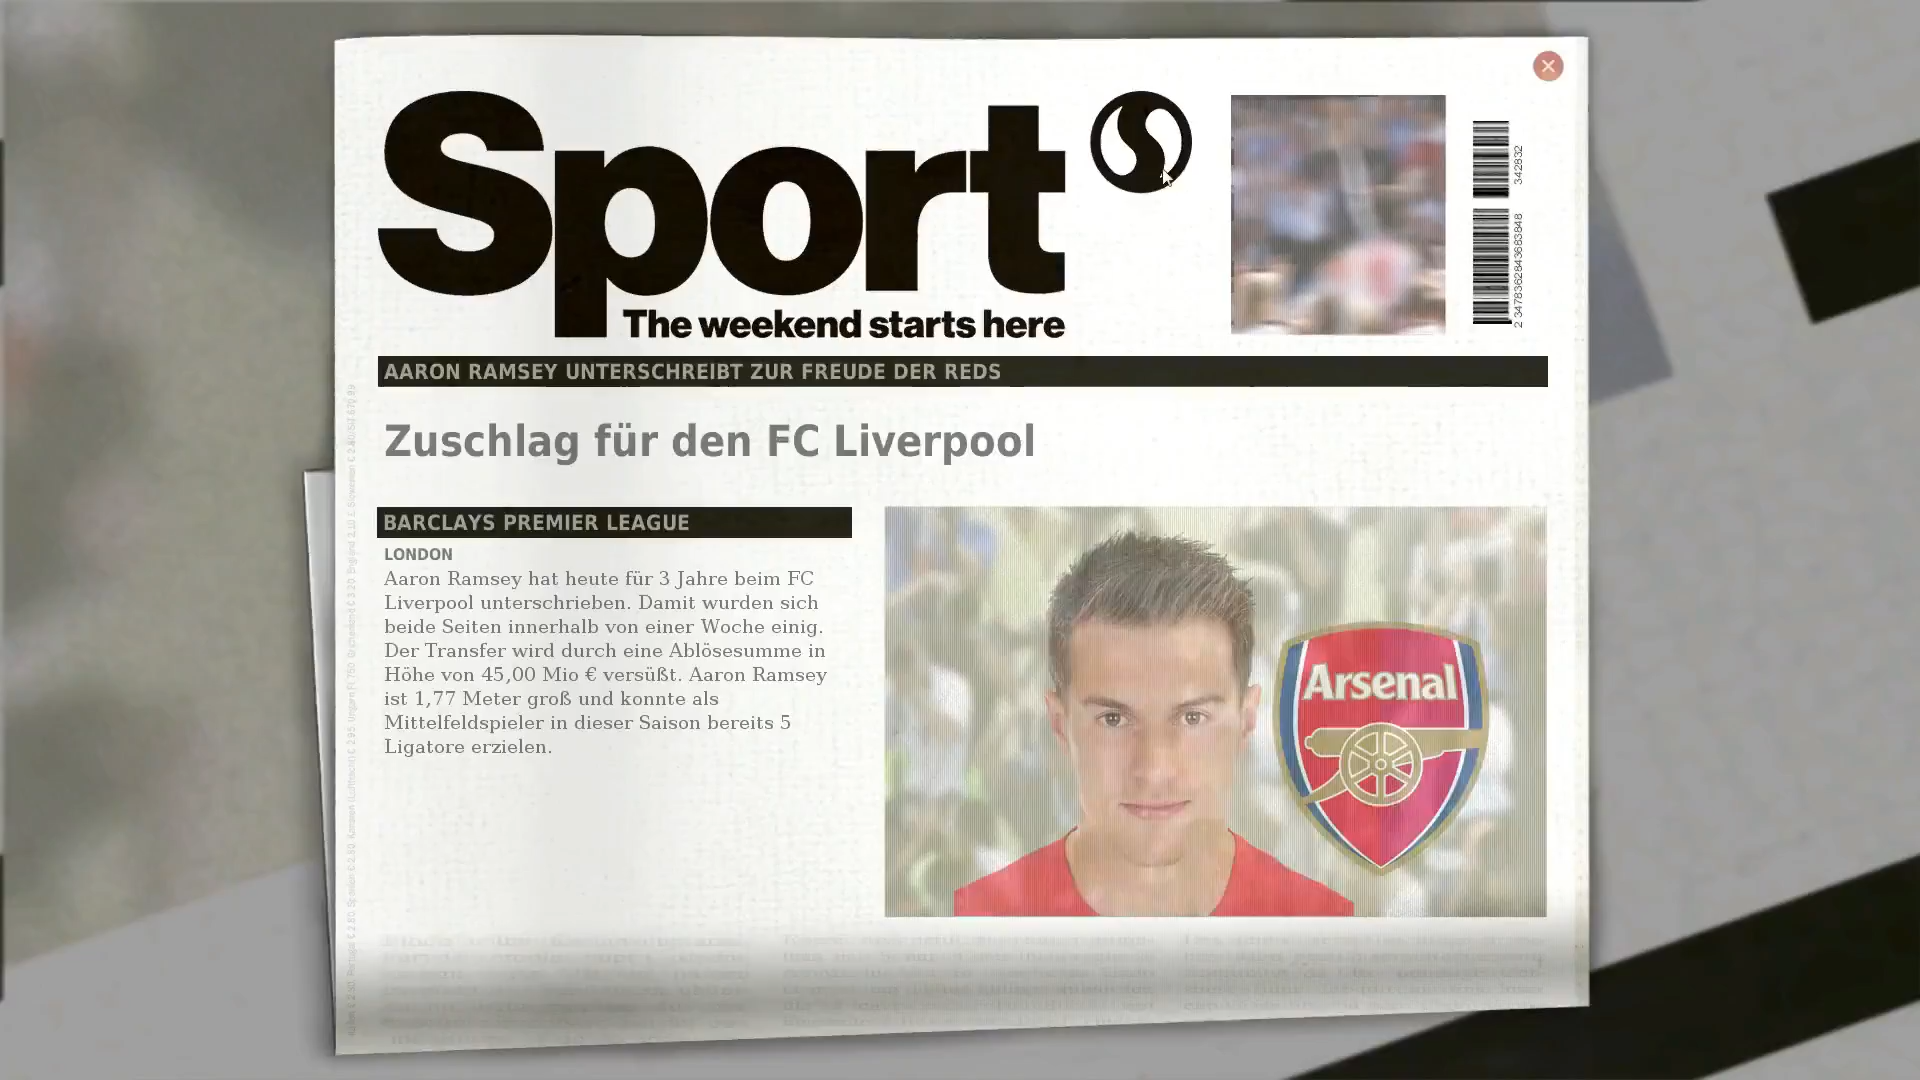 Sport
The weekend starts here
342832
2 34783628436683848
AARON RAMSEY UNTERSCHREIBT ZUR FREUDE DER REDS
Zuschlag für den FC Liverpool
BARCLAYS PREMIER LEAGUE
LONDON
Aaron Ramsey hat heute für 3 Jahre beim FC
Liverpool unterschrieben. Damit wurden sich
beide Seiten innerhalb von einer Woche einig.
Der Transfer wird durch eine Ablösesumme in
Höhe von 45,00 Mio € versüßt. Aaron Ramsey
ist 1,77 Meter groß und konnte als
Mittelfeldspieler in dieser Saison bereits 5
Ligatore erzielen.
Arsenal